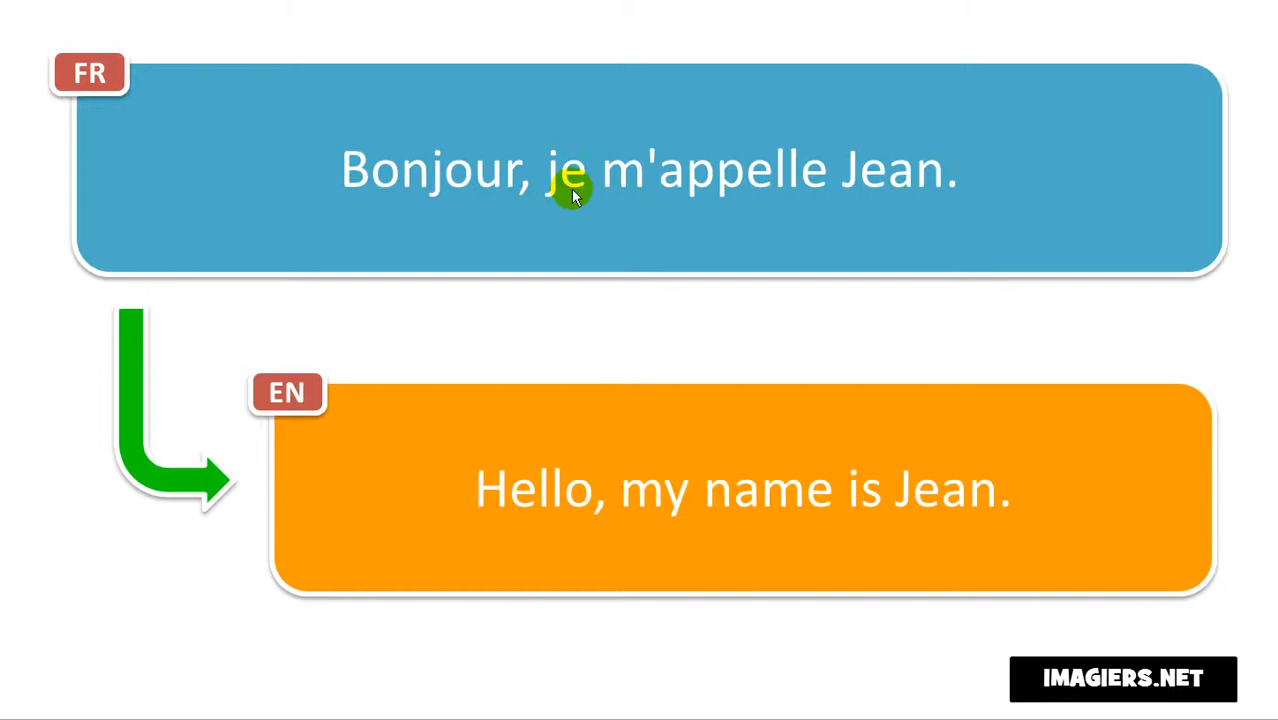 FR
Bonjour, je m'appelle Jean.
EN
Hello, my name is Jean.
IMAGIERS.NET